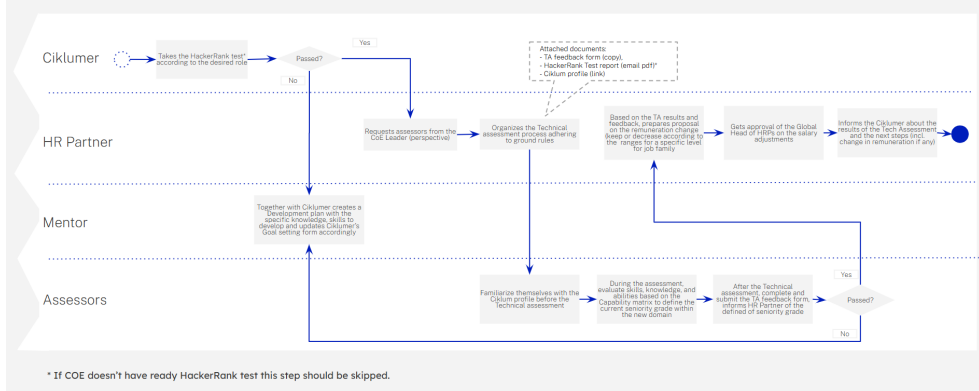 Ciklumer
Takes the HackerRank test*
according to the desired role
Passed?
Yes
No
Attached documents:
- TA feedback form (copy),
- HackerRank Test report (email pdf)*
- Ciklum profile (link)
HR Partner
Requests assessors from the
CoE Leader (perspective)
Organizes the Technical
assessment process adhering
to ground rules
Based on the TA results and
feedback, prepares proposal
on the remuneration change
(keep or decrease according to
the ranges for a specific level
for job family
Gets approval of the Global
Head of HRPs on the salary
adjustments
Informs the Ciklumer about the
results of the Tech Assessment
and the next steps (incl.
change in remuneration if any)
Mentor
Together with Ciklumer creates a
Development plan with the
specific knowledge, skills to
develop and updates Ciklumer's
Goal setting form accordingly
Assessors
Familiarize themselves with the
Ciklum profile before the
Technical assessment
During the assessment,
evaluate skills, knowledge, and
abilities based on the
Capability matrix to define the
current seniority grade within
the new domain
After the Technical
assessment, complete and
submit the TA feedback form,
informs HR Partner of the
defined of seniority grade
Yes
Passed?
No
* If COE doesn't have ready HackerRank test this step should be skipped.